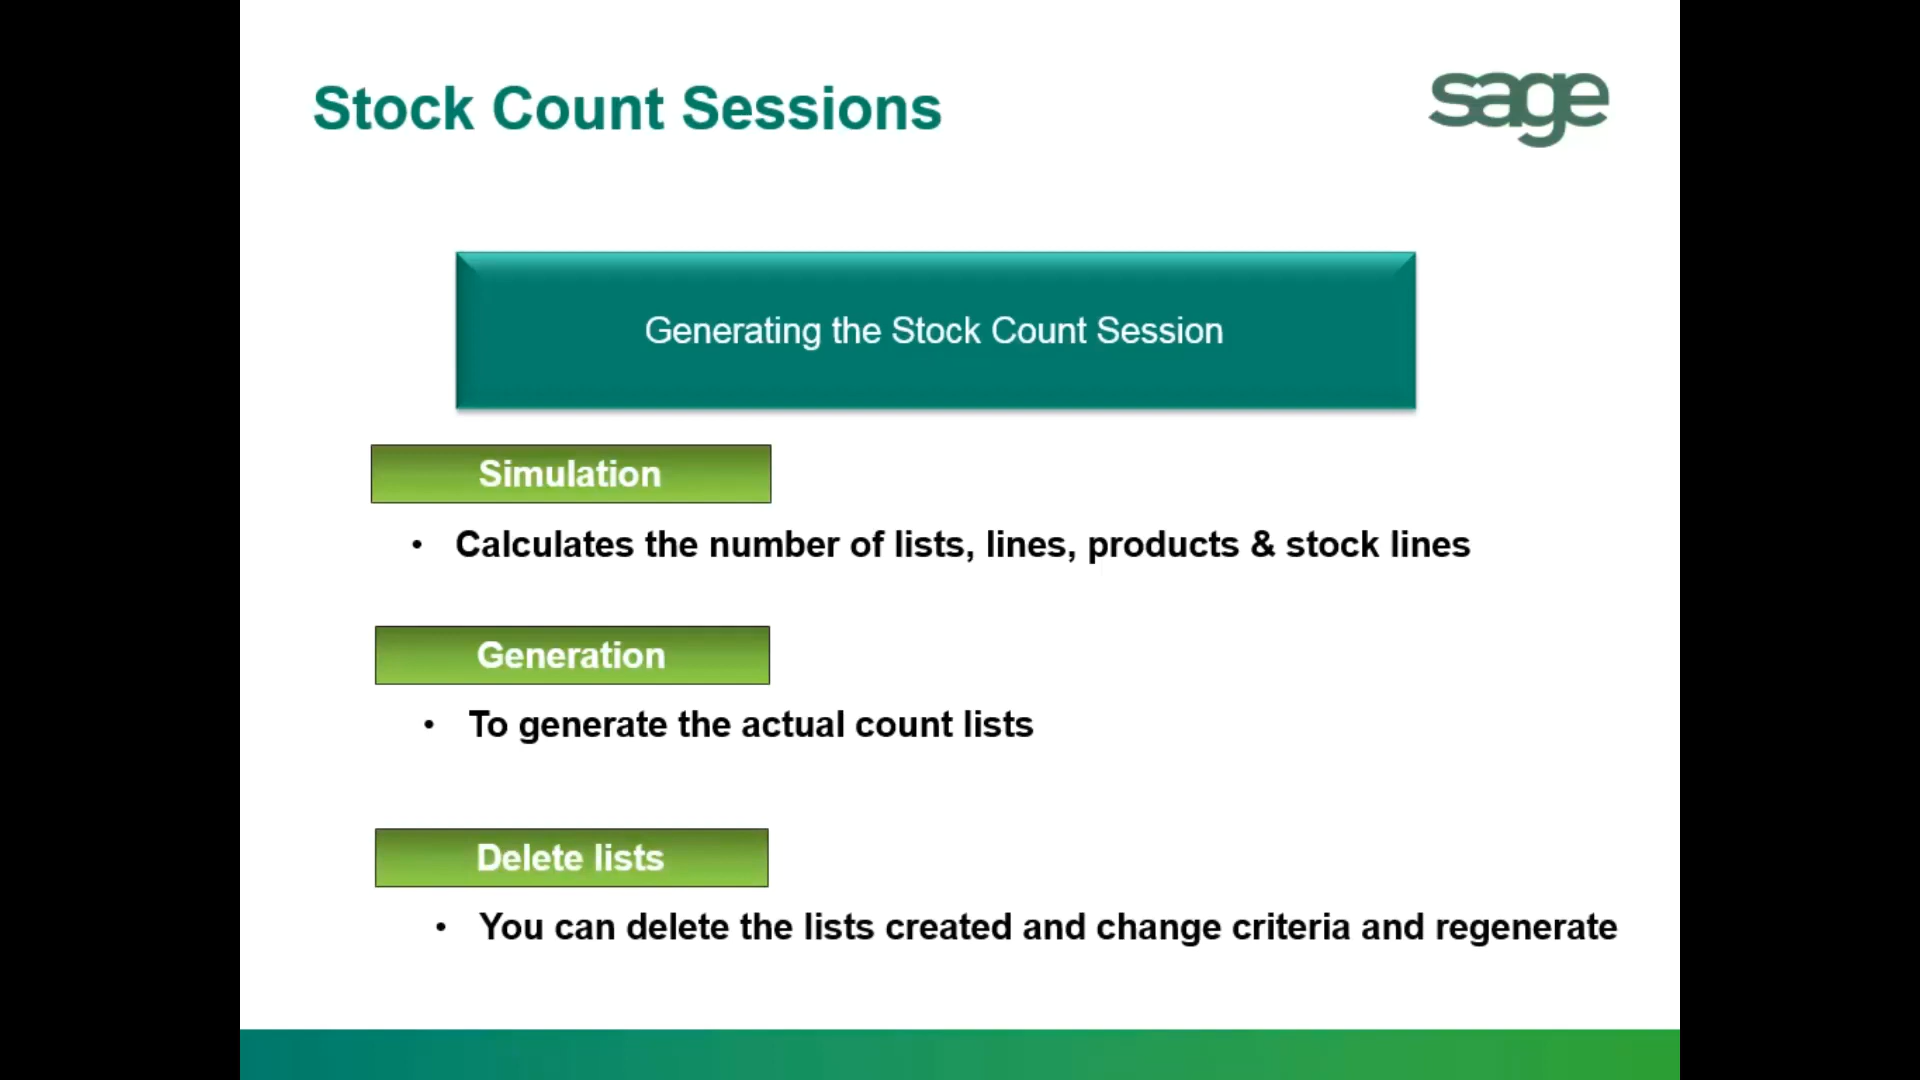 Stock Count Sessions
sage
Generating the Stock Count Session
Simulation
• Calculates the number of lists, lines, products & stock lines
Generation
• To generate the actual count lists
Delete lists
• You can delete the lists created and change criteria and regenerate